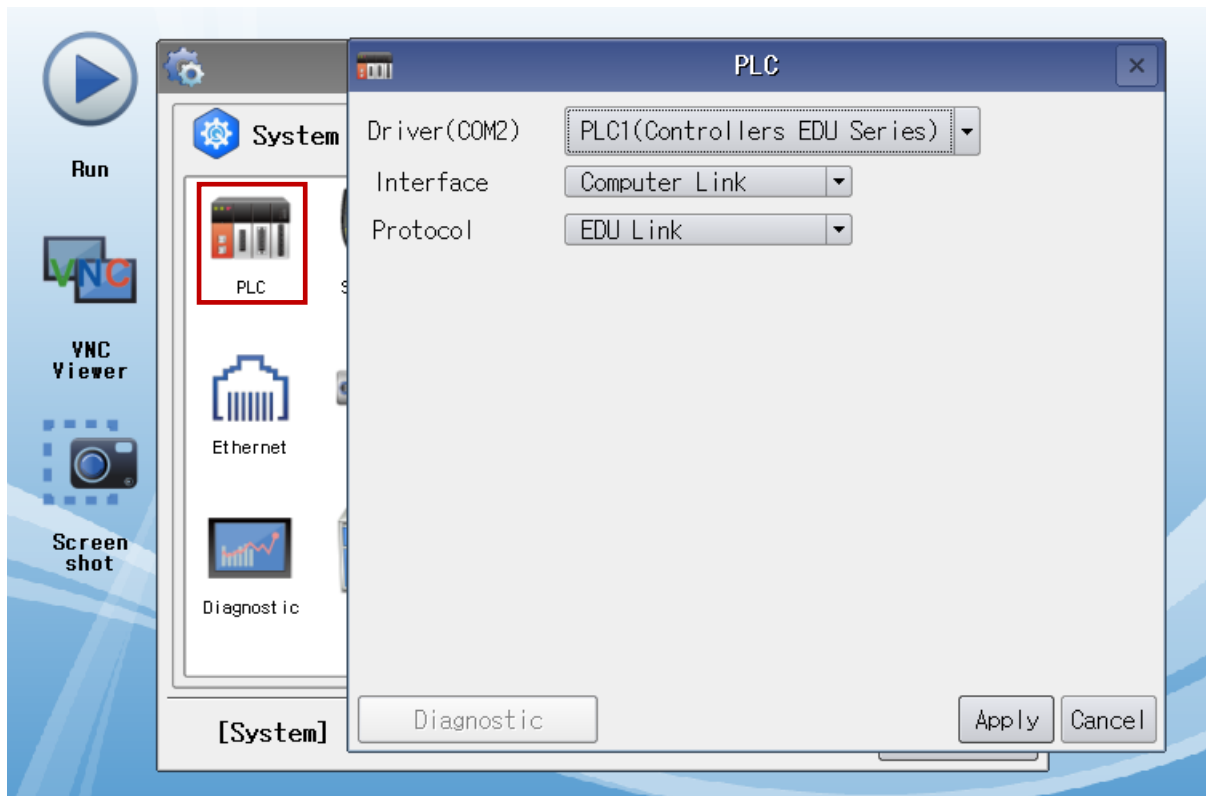 Run
VNC
Viewer
Screen
shot
System
PLC
S
Ethernet
Diagnostic
[System]
PLC
Driver(COM2)
PLC1(Controllers EDU Series)
Interface
Computer Link
Protocol
EDU Link
Diagnostic
Apply
Cancel
VNC